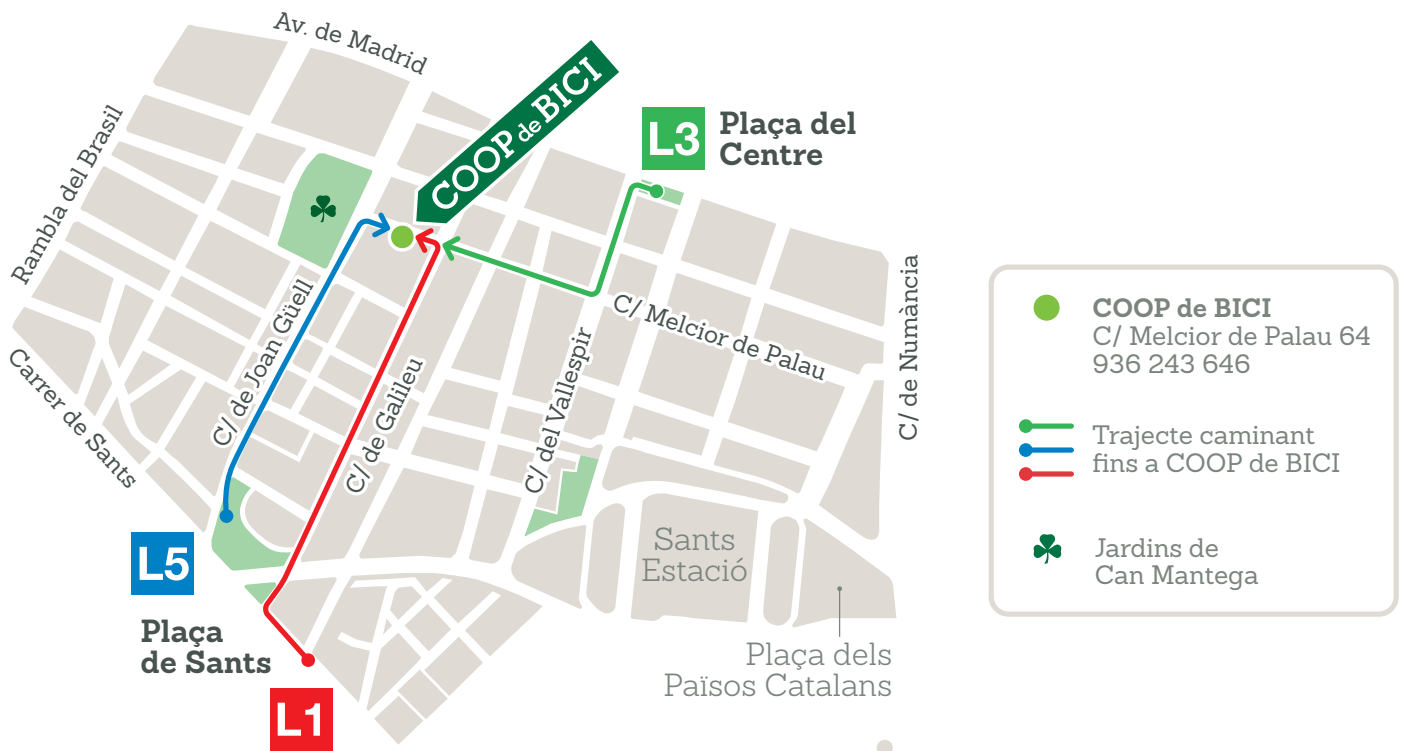 Av. de Madrid
COOP de BICI
L3
Plaça del
Centre
Rambla del Brasil
C/ Melcior de Palau
C/ de Numància
C/ de Joan Güell
C/ de Galileu
C/ del Vallespir
Carrer de Sants
Sants
Estació
L5
Plaça
de Sants
L1
Plaça dels
Països Catalans
COOP de BICI
C/ Melcior de Palau 64
936 243 646
Trajecte caminant
fins a COOP de BICI
Jardins de
Can Mantega